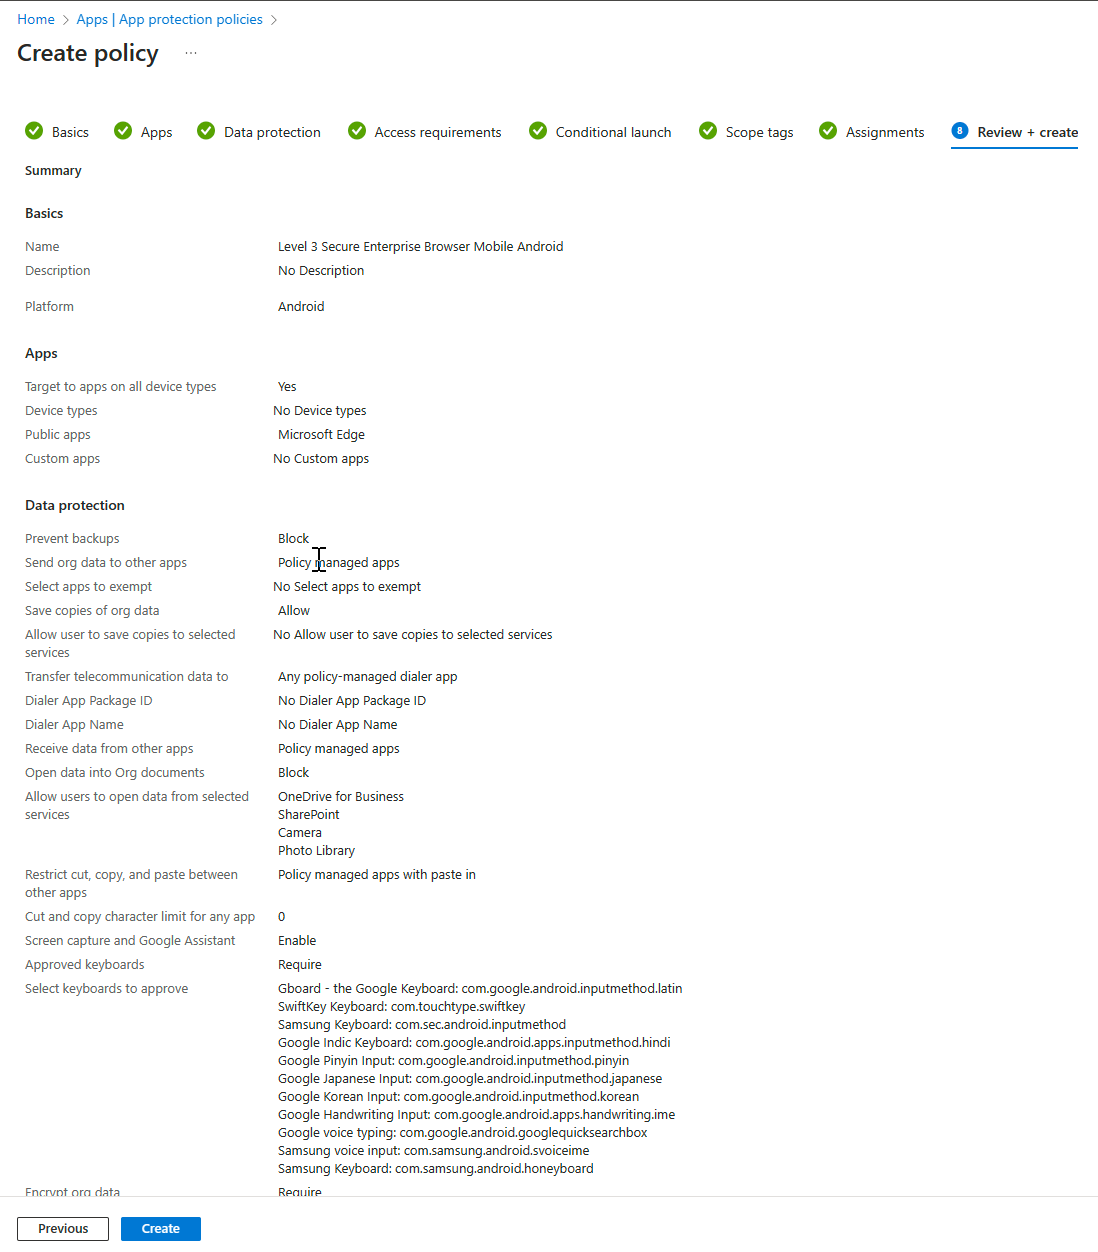 Home > Apps | App protection policies >
Create policy ...
Basics Apps Data protection Access requirements Conditional launch Scope tags Assignments 8 Review + create
Summary
Basics
Name Level 3 Secure Enterprise Browser Mobile Android
Description No Description
Platform Android
Apps
Target to apps on all device types Yes
Device types No Device types
Public apps Microsoft Edge
Custom apps No Custom apps
Data protection
Prevent backups Block
Send org data to other apps Policy managed apps
Select apps to exempt No Select apps to exempt
Save copies of org data Allow
Allow user to save copies to selected No Allow user to save copies to selected services
services
Transfer telecommunication data to Any policy-managed dialer app
Dialer App Package ID No Dialer App Package ID
Dialer App Name No Dialer App Name
Receive data from other apps Policy managed apps
Open data into Org documents Block
Allow users to open data from selected OneDrive for Business
services SharePoint
Camera
Photo Library
Restrict cut, copy, and paste between Policy managed apps with paste in
other apps
Cut and copy character limit for any app 0
Screen capture and Google Assistant Enable
Approved keyboards Require
Select keyboards to approve Gboard - the Google Keyboard: com.google.android.inputmethod.latin
SwiftKey Keyboard: com.touchtype.swiftkey
Samsung Keyboard: com.sec.android.inputmethod
Google Indic Keyboard: com.google.android.apps.inputmethod.hindi
Google Pinyin Input: com.google.android.inputmethod.pinyin
Google Japanese Input: com.google.android.inputmethod.japanese
Google Korean Input: com.google.android.inputmethod.korean
Google Handwriting Input: com.google.android.apps.handwriting.ime
Google voice typing: com.google.android.googlequicksearchbox
Samsung voice input: com.samsung.android.svoiceime
Samsung Keyboard: com.samsung.android.honeyboard
Encrypt org data Require
Previous Create